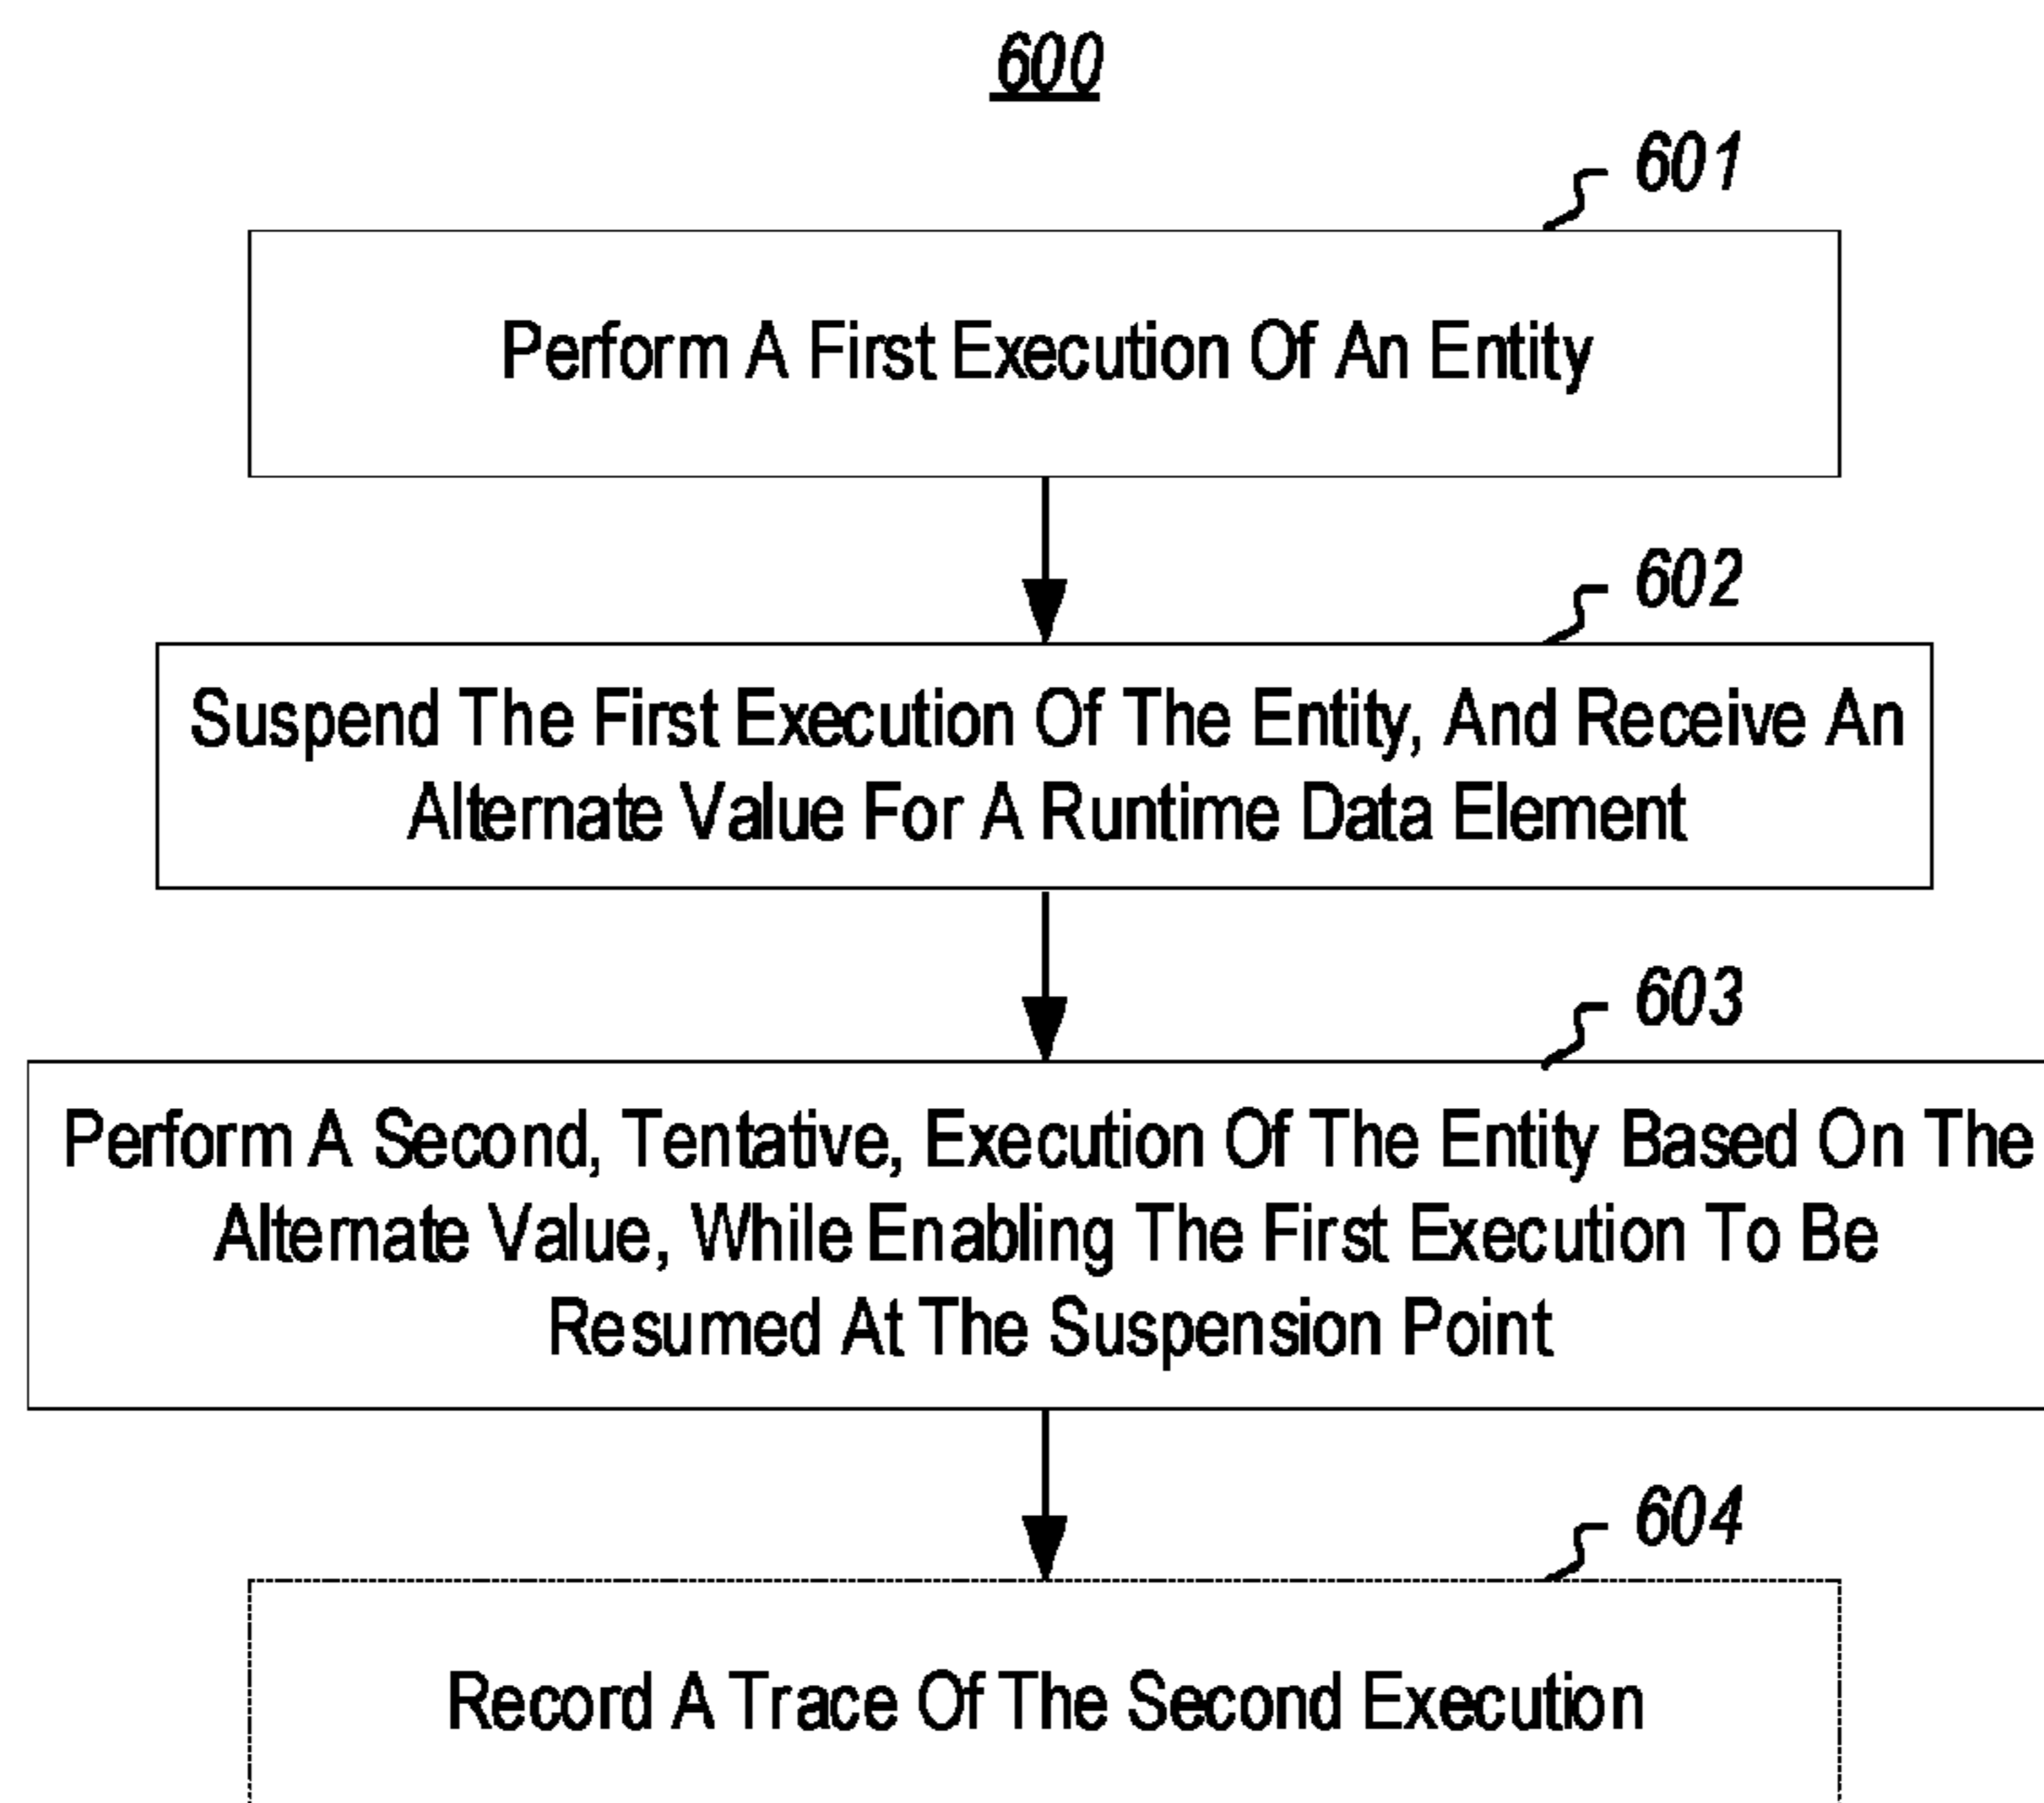 600
601
Perform A First Execution Of An Entity
602
Suspend The First Execution Of The Entity, And Receive An
Alternate Value For A Runtime Data Element
603
Perform A Second, Tentative, Execution Of The Entity Based On The
Alternate Value, While Enabling The First Execution To Be
Resumed At The Suspension Point
604
Record A Trace Of The Second Execution